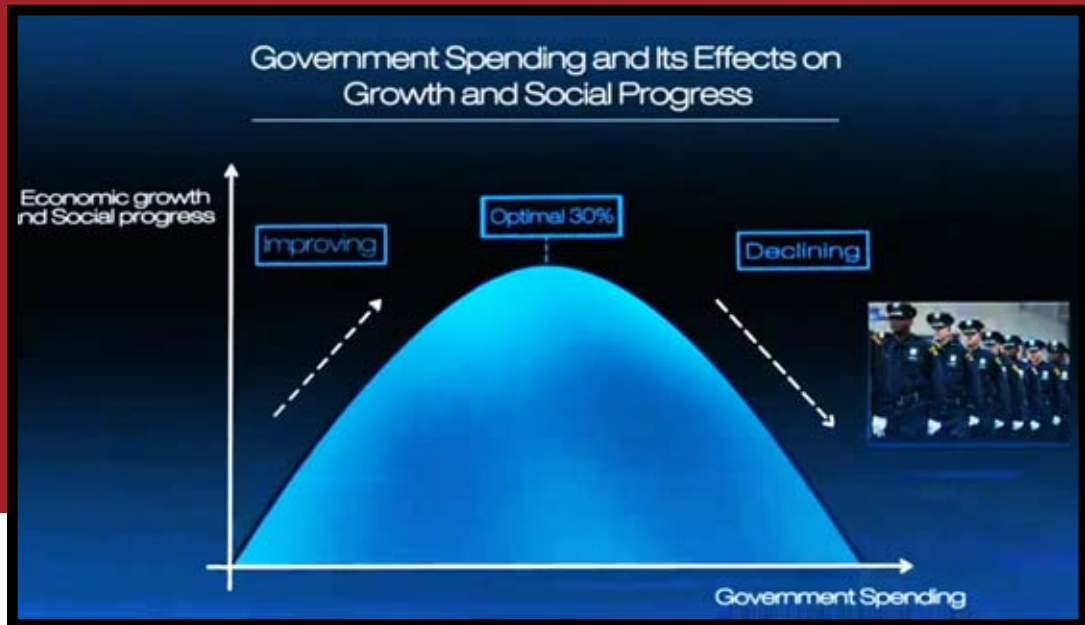 Government Spending and Its Effects on
Growth and Social Progress
Economic growth
nd Social progress
Improving
Optimal 30%
Declining
Government Spending